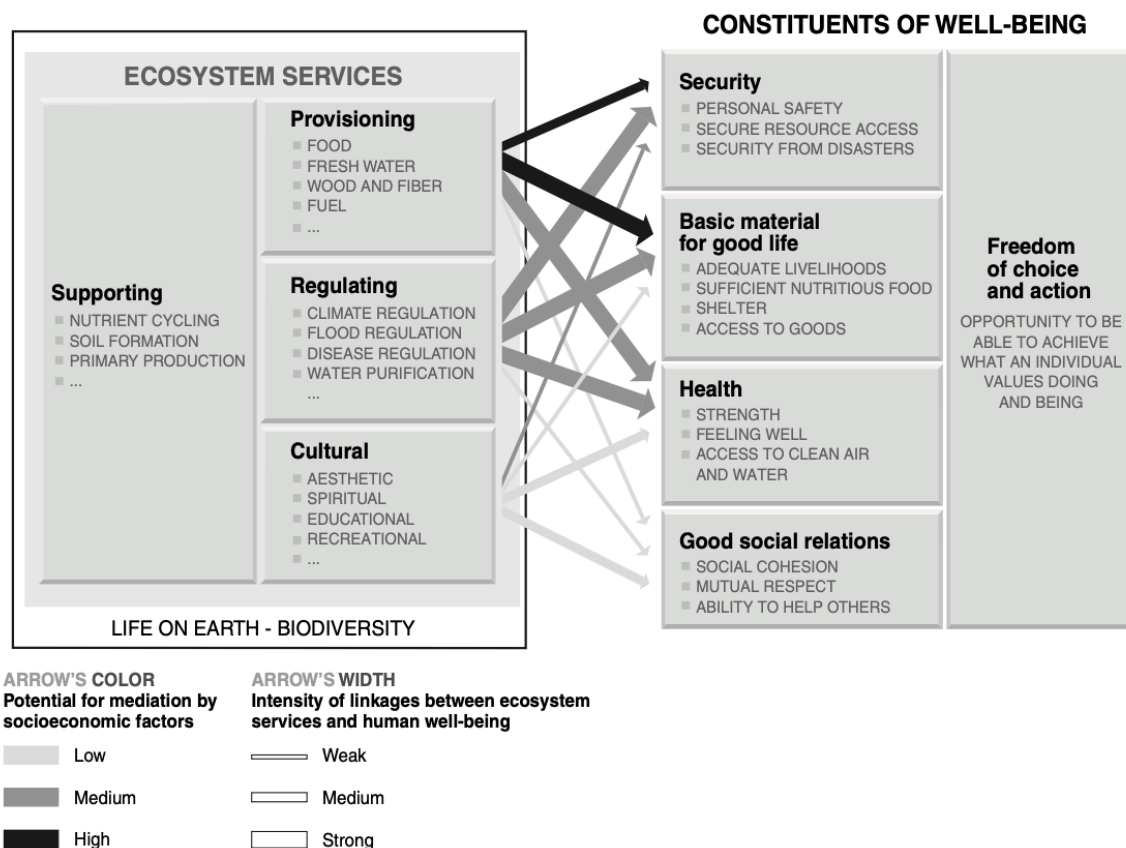 CONSTITUENTS OF WELL-BEING
ECOSYSTEM SERVICES
Supporting
NUTRIENT CYCLING
SOIL FORMATION
PRIMARY PRODUCTION
...
Provisioning
FOOD
FRESH WATER
WOOD AND FIBER
FUEL
...
Regulating
CLIMATE REGULATION
FLOOD REGULATION
DISEASE REGULATION
WATER PURIFICATION
...
Cultural
AESTHETIC
SPIRITUAL
EDUCATIONAL
RECREATIONAL
...
LIFE ON EARTH - BIODIVERSITY
Security
PERSONAL SAFETY
SECURE RESOURCE ACCESS
SECURITY FROM DISASTERS
Basic material
for good life
ADEQUATE LIVELIHOODS
SUFFICIENT NUTRITIOUS FOOD
SHELTER
ACCESS TO GOODS
Health
STRENGTH
FEELING WELL
ACCESS TO CLEAN AIR
AND WATER
Good social relations
SOCIAL COHESION
MUTUAL RESPECT
ABILITY TO HELP OTHERS
Freedom
of choice
and action
OPPORTUNITY TO BE
ABLE TO ACHIEVE
WHAT AN INDIVIDUAL
VALUES DOING
AND BEING
ARROW'S COLOR
Potential for mediation by
socioeconomic factors
Low
Medium
High
ARROW'S WIDTH
Intensity of linkages between ecosystem
services and human well-being
Weak
Medium
Strong